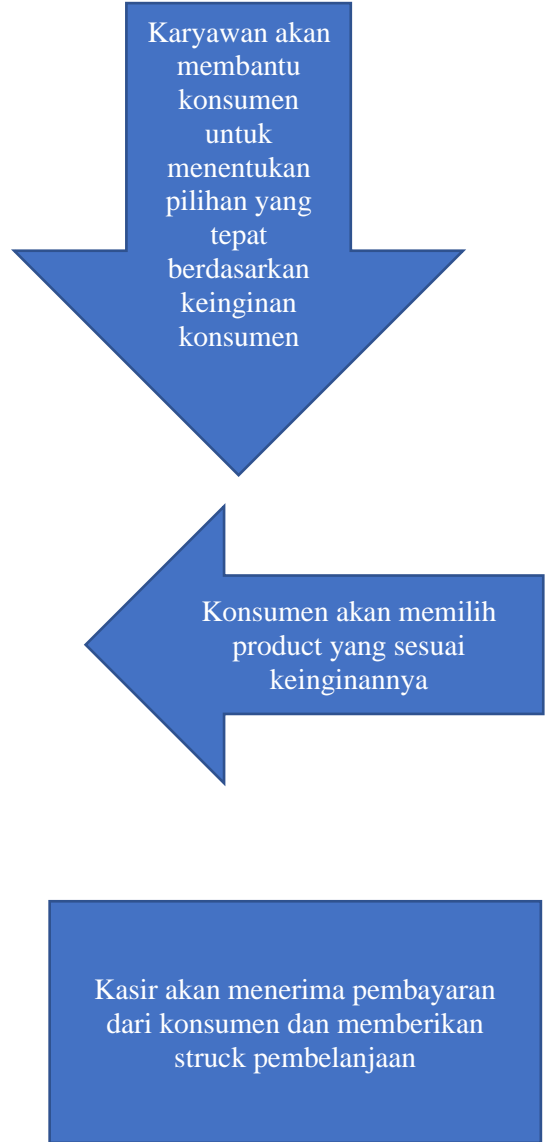 Karyawan akan
membantu
konsumen
untuk
menentukan
pilihan yang
tepat
berdasarkan
keinginan
konsumen
Konsumen akan memilih
product yang sesuai
keinginannya
Kasir akan menerima pembayaran
dari konsumen dan memberikan
struck pembelanjaan